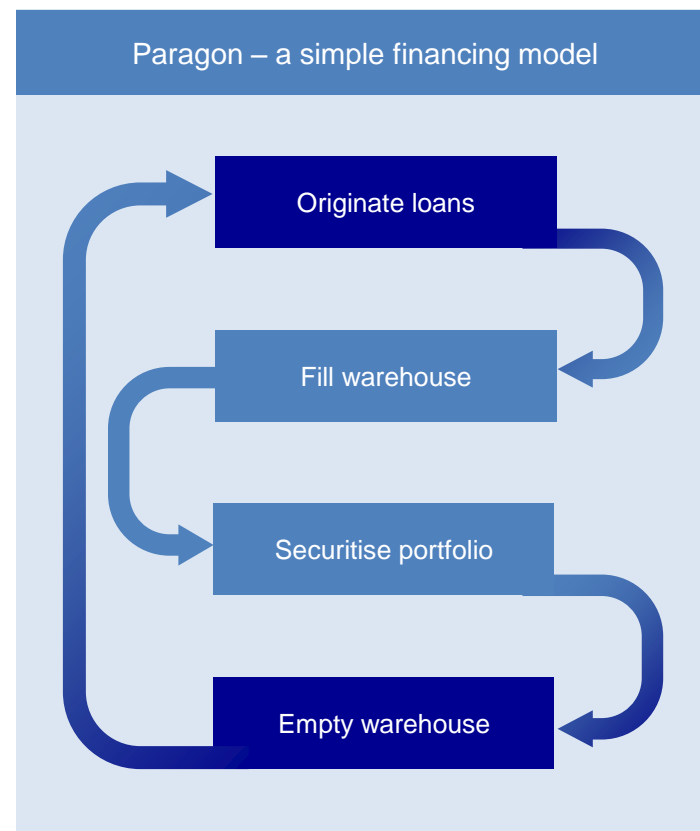 Paragon – a simple financing model
Originate loans
Fill warehouse
Securitise portfolio
Empty warehouse